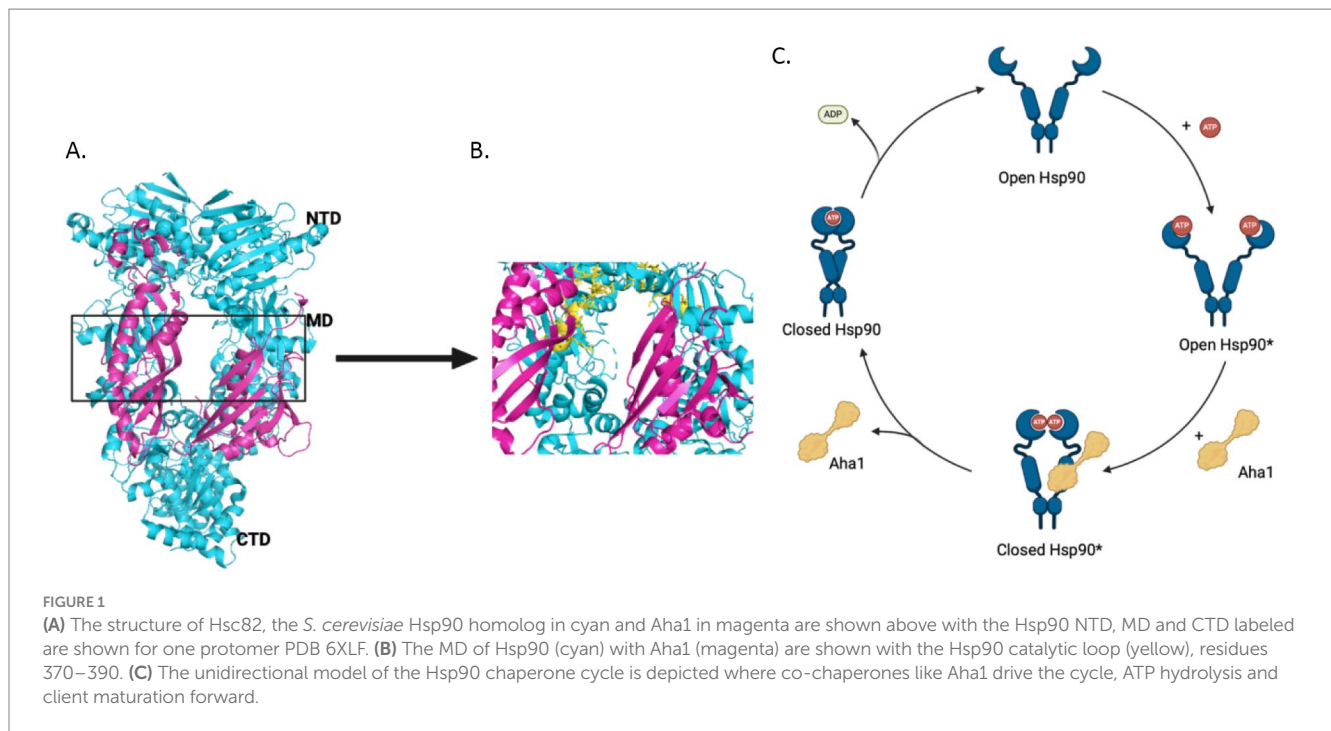 A.
NTD
MD
CTD
B.
C.
Open Hsp90
+ ATP
ATP ATP
Open Hsp90*
+
Aha1
ATP ATP
Closed Hsp90*
Aha1
ATP
Closed Hsp90
ADP
FIGURE 1
(A) The structure of Hsc82, the S. cerevisiae Hsp90 homolog in cyan and Aha1 in magenta are shown above with the Hsp90 NTD, MD and CTD labeled
are shown for one protomer PDB 6XLF. (B) The MD of Hsp90 (cyan) with Aha1 (magenta) are shown with the Hsp90 catalytic loop (yellow), residues
370–390. (C) The unidirectional model of the Hsp90 chaperone cycle is depicted where co-chaperones like Aha1 drive the cycle, ATP hydrolysis and
client maturation forward.